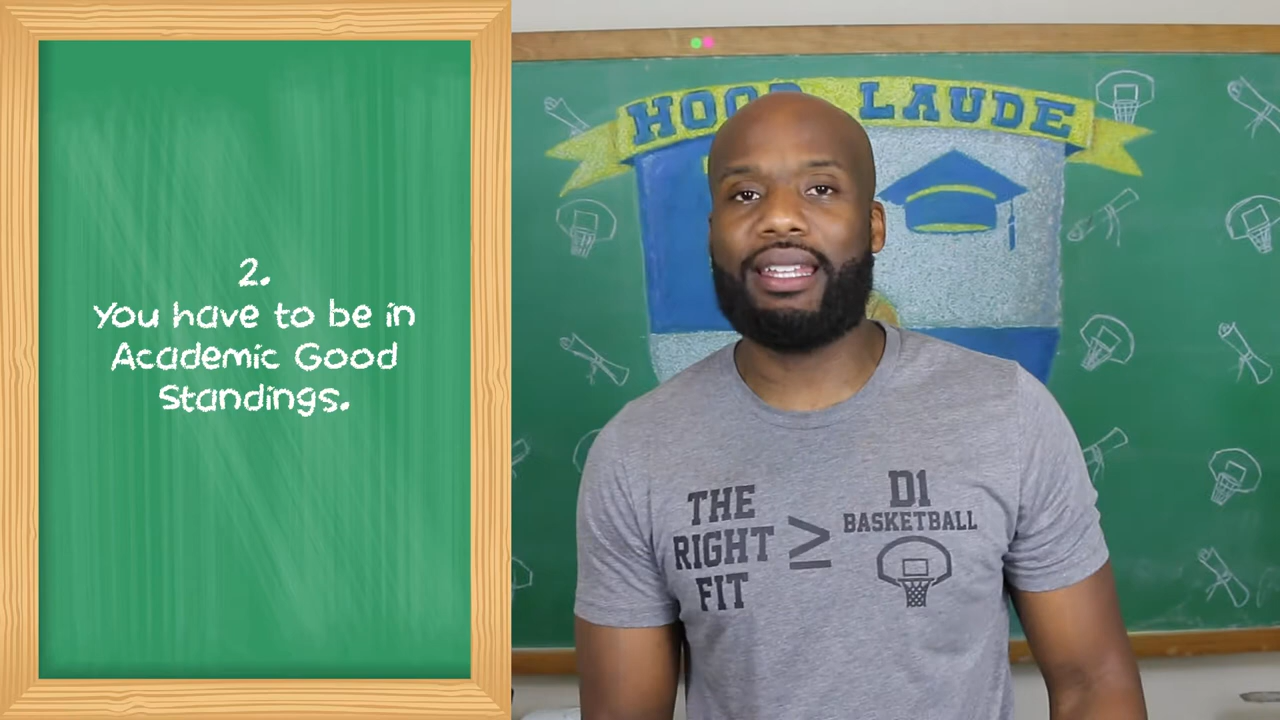 2.
You have to be in
Academic Good
Standings.
LAUDE
THE
RIGHT
FIT
≥
D1
BASKETBALL